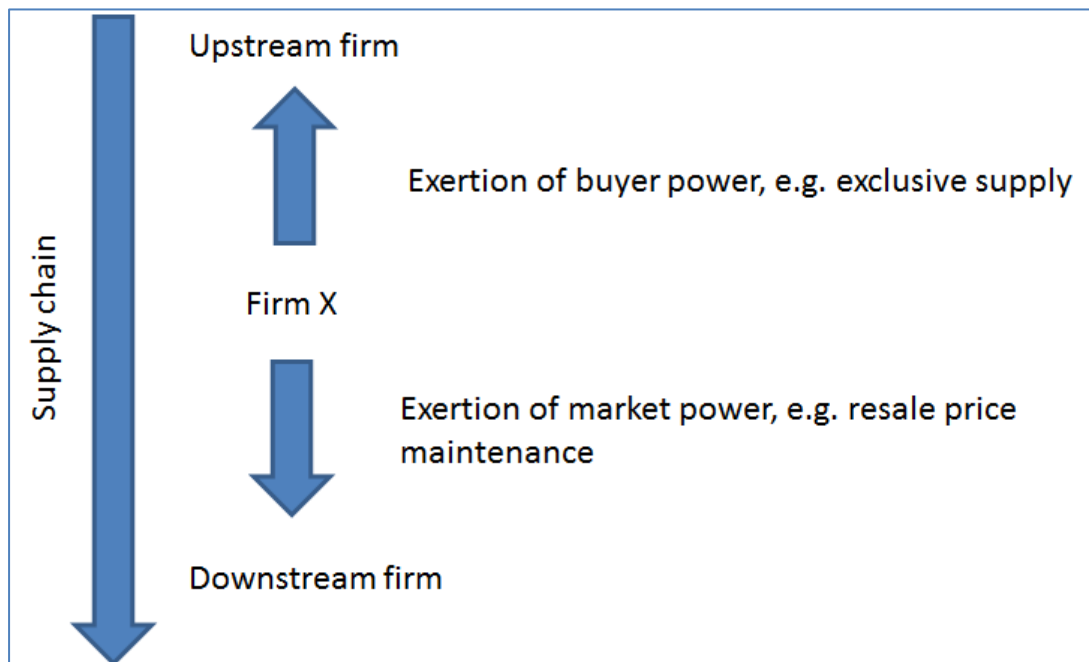 Upstream firm
Exertion of buyer power, e.g. exclusive supply
Supply chain
Firm X
Exertion of market power, e.g. resale price
maintenance
Downstream firm